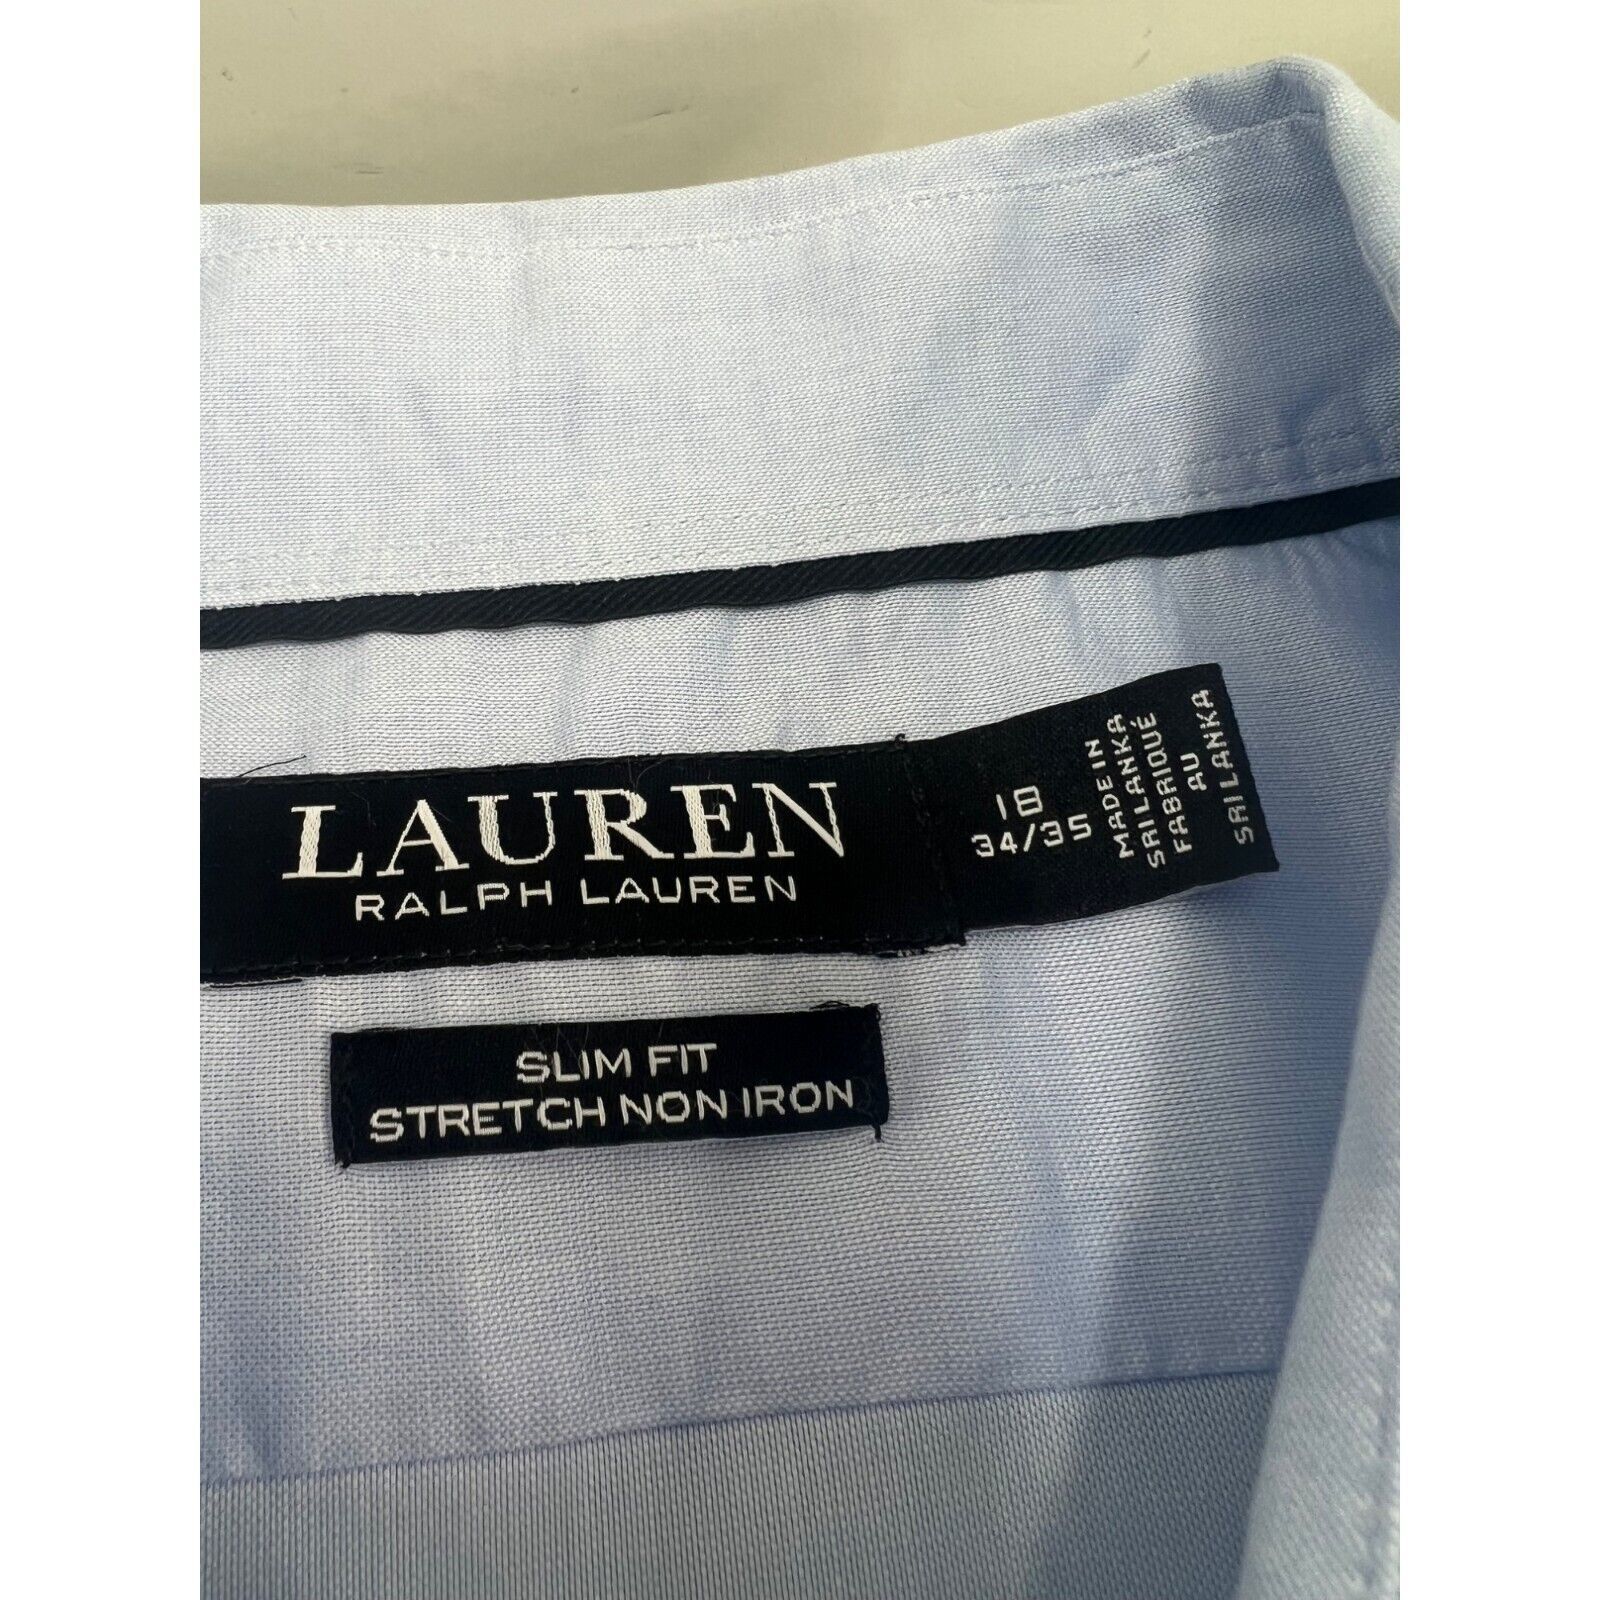 LAUREN
RALPH LAUREN
18
34/35
MADE IN
SRI LANKA
FABRIQUÉ
AU
SRI LANKA
SLIM FIT
STRETCH NON IRON